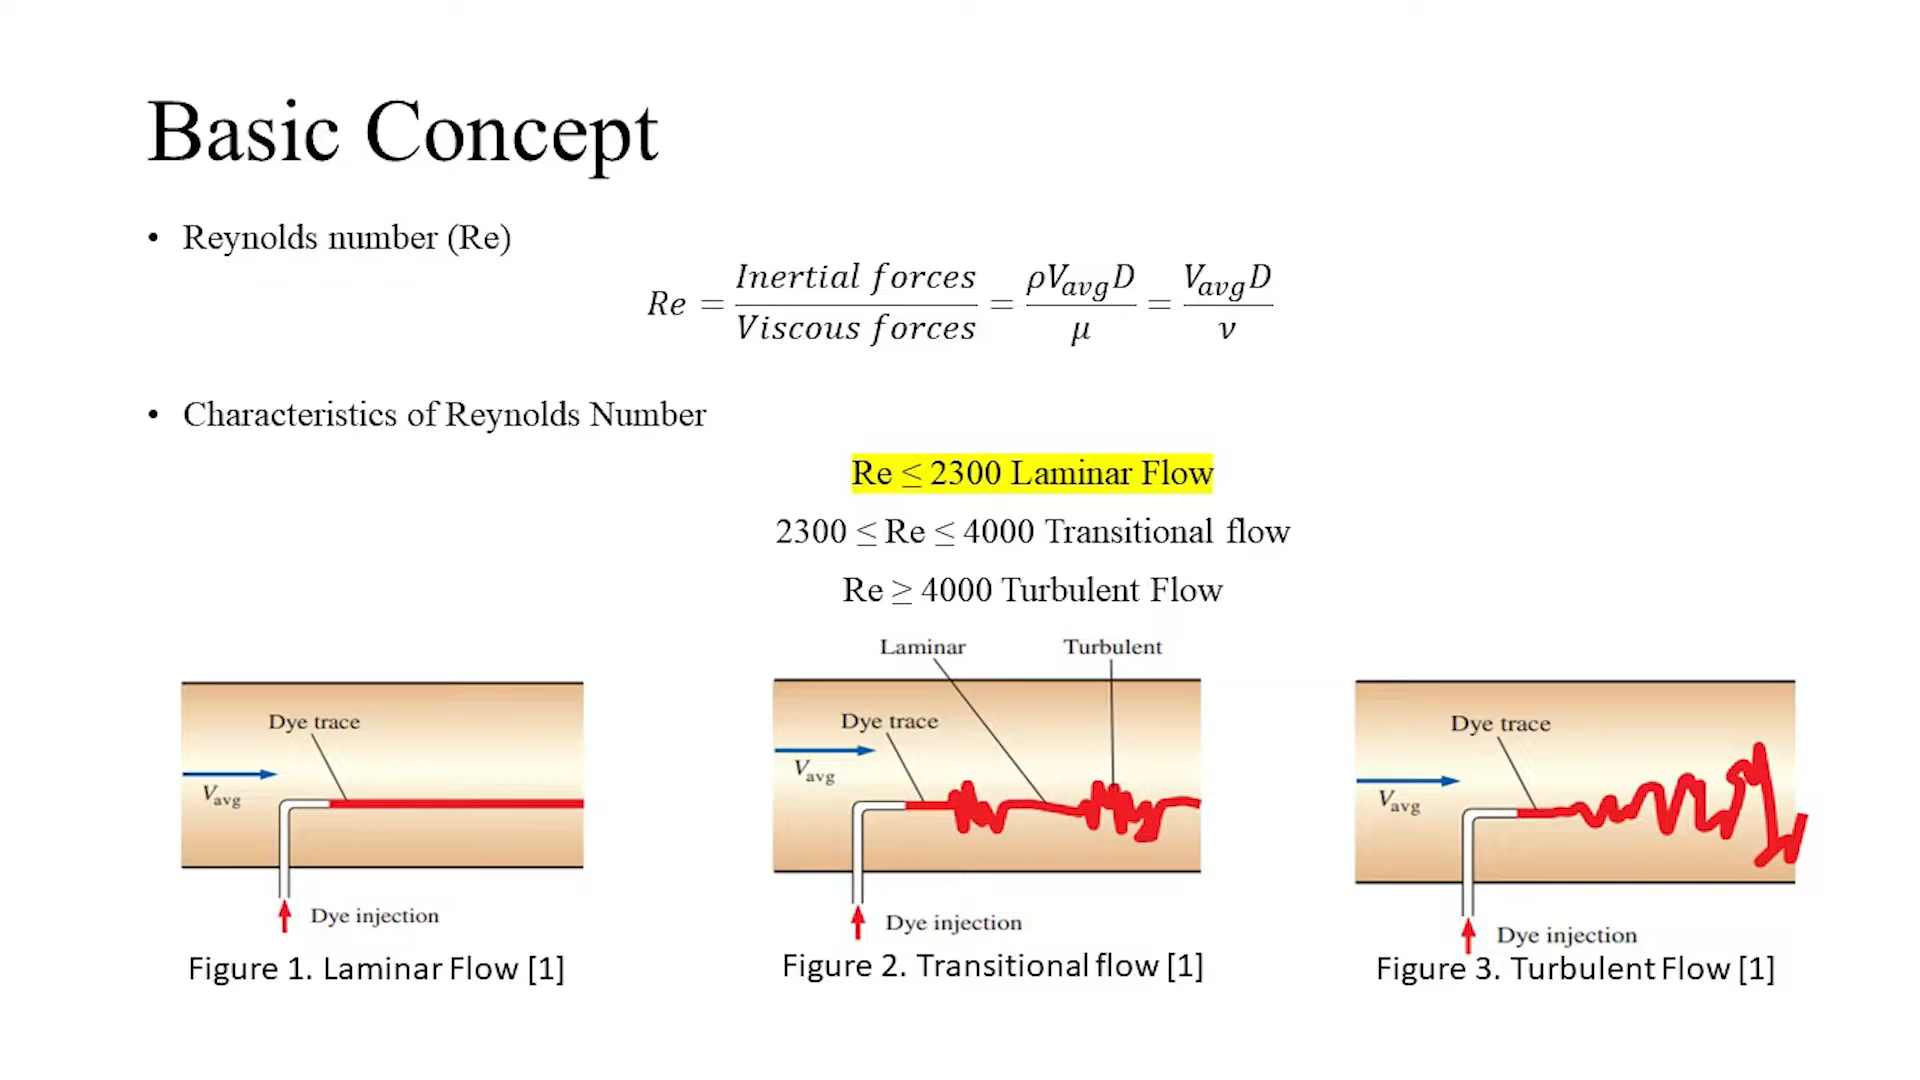 Basic Concept
• Reynolds number (Re)
Re = Inertial forces / Viscous forces = ρV_avg D / μ = V_avg D / ν
• Characteristics of Reynolds Number
Re ≤ 2300 Laminar Flow
2300 ≤ Re ≤ 4000 Transitional flow
Re ≥ 4000 Turbulent Flow
Dye trace
V_avg
Dye injection
Figure 1. Laminar Flow [1]
Laminar
Turbulent
Dye trace
V_avg
Dye injection
Figure 2. Transitional flow [1]
Dye trace
V_avg
Dye injection
Figure 3. Turbulent Flow [1]